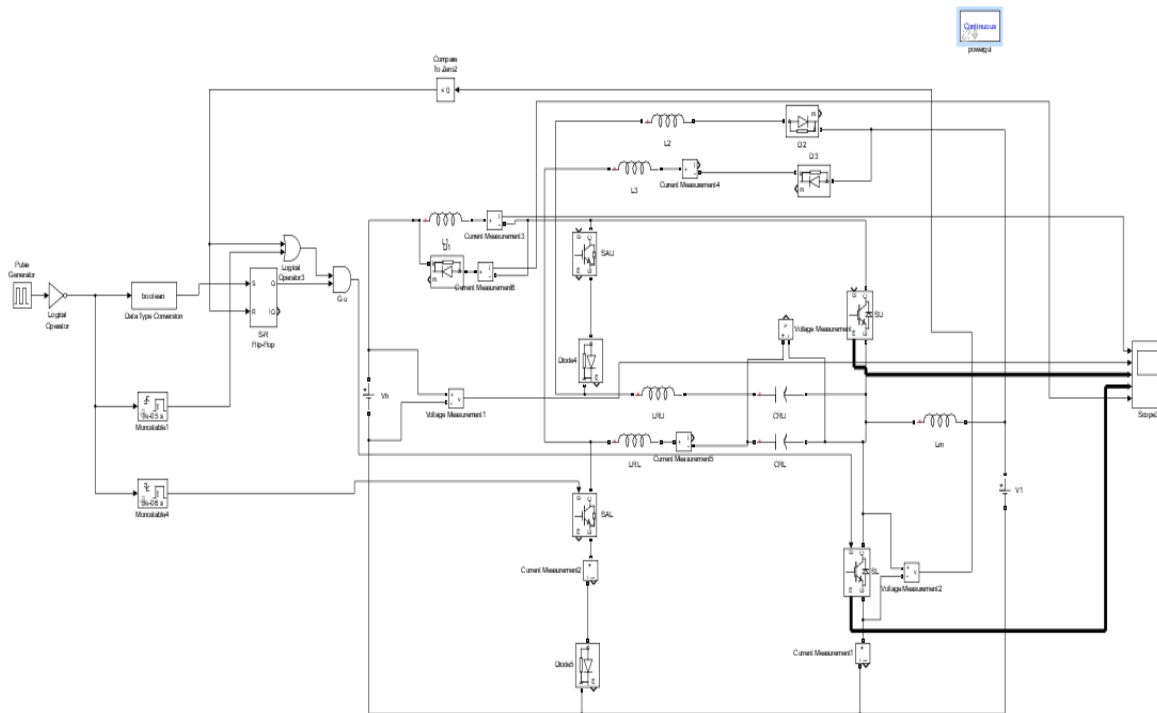 Continuous
powergui
Compare
To Zero2
< 0
L2
D2
D3
L3
Current Measurement4
L1
D1
Current Measurement3
Current Measurement6
SAU
Pulse
Generator
Logical
Operator
boolean
Data Type Conversion
Logical
Operator3
S
Q
R
!Q
S-R
Flip-Flop
Gu
SU
Voltage Measurement
Diode4
Vh
Voltage Measurement1
LRU
CRU
Scope2
Monostable1
LRL
Current Measurement5
CRL
Lm
Monostable4
V1
SAL
SL
Current Measurement2
Voltage Measurement2
Diode5
Current Measurement1